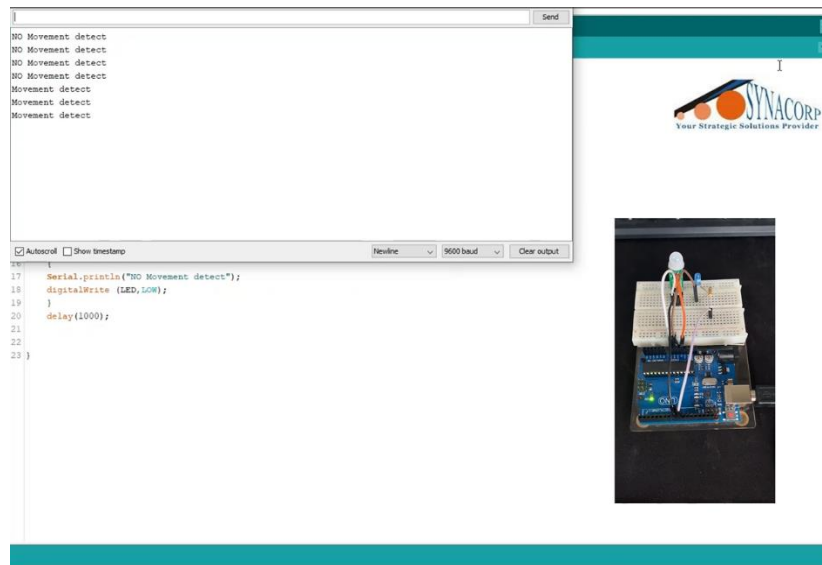 Send
NO Movement detect
NO Movement detect
NO Movement detect
NO Movement detect
Movement detect
Movement detect
Movement detect
Autoscroll Show timestamp Newline 9600 baud Clear output
16 {
17 Serial.println("NO Movement detect");
18 digitalWrite (LED,LOW);
19 }
20 delay(1000);
21
22
23 }
SYNACORP
Your Strategic Solutions Provider